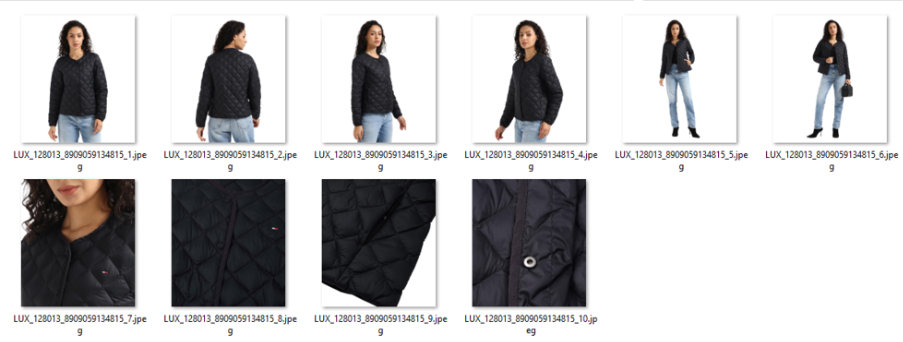 LUX_128013_8909059134815_1.jpe
g
LUX_128013_8909059134815_2.jpe
g
LUX_128013_8909059134815_3.jpe
g
LUX_128013_8909059134815_4.jpe
g
LUX_128013_8909059134815_5.jpe
g
LUX_128013_8909059134815_6.jpe
g
LUX_128013_8909059134815_7.jpe
g
LUX_128013_8909059134815_8.jpe
g
LUX_128013_8909059134815_9.jpe
g
LUX_128013_8909059134815_10.jp
eg